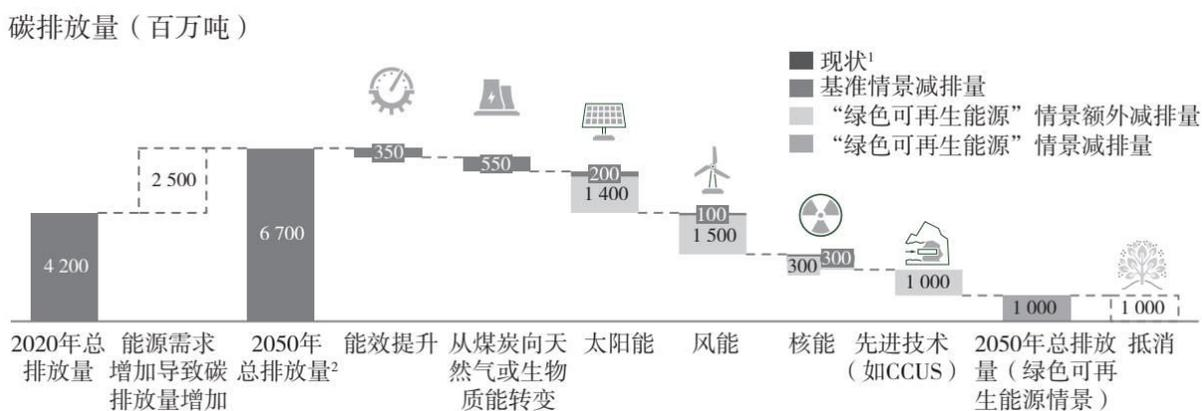 碳排放量（百万吨）
现状¹
基准情景减排量
“绿色可再生能源”情景额外减排量
“绿色可再生能源”情景减排量
350
2 500
550
200
1 400
6 700
100
1 500
4 200
300
300
1 000
1 000
1 000
2020年总
排放量
能源需求
增加导致碳
排放量增加
2050年
总排放量²
能效提升
从煤炭向天
然气或生物
质能转变
太阳能
风能
核能
先进技术
（如CCUS）
2050年总排放
量（绿色可再
生能源情景）
抵消